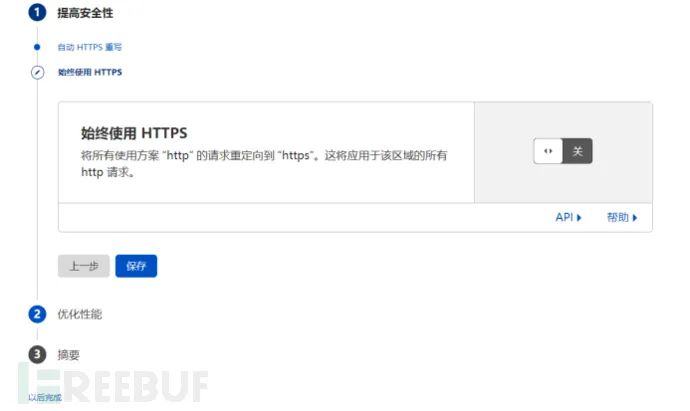 1 提高安全性
自动 HTTPS 重写
始终使用 HTTPS
始终使用 HTTPS
将所有使用方案 "http" 的请求重定向到 "https"。这将应用于该区域的所有
http 请求。
关
API 帮助
上一步 保存
2 优化性能
3 摘要
FREEBUF
以后完成